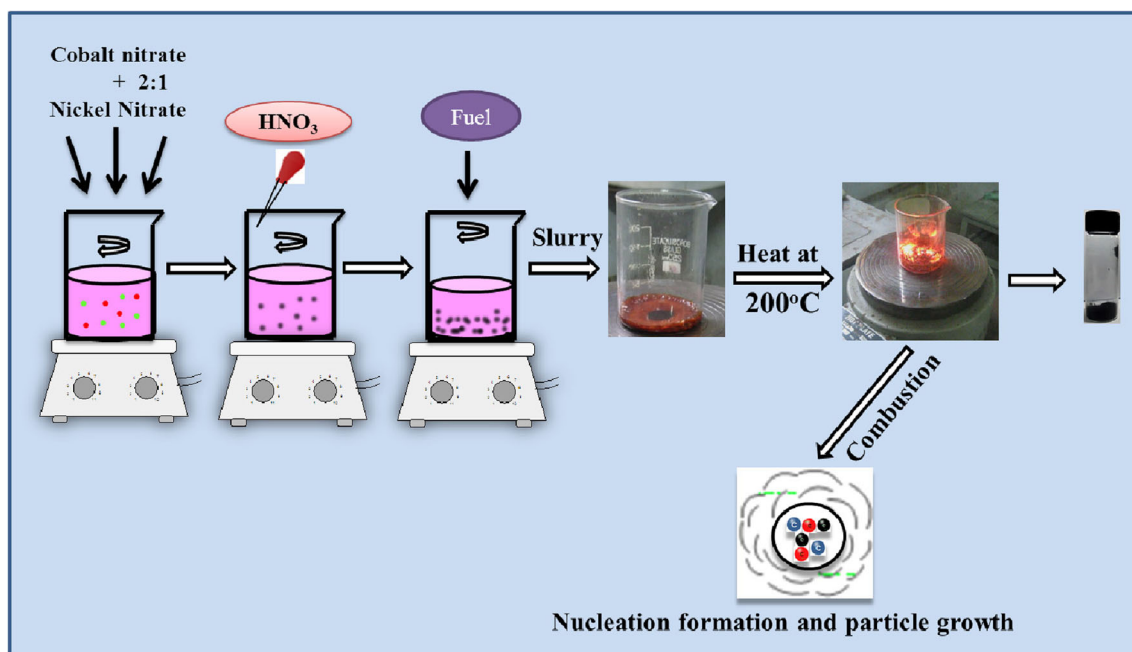 Cobalt nitrate
+ 2:1
Nickel Nitrate
HNO₃
Fuel
Slurry
Heat at
200°C
Combustion
Nucleation formation and particle growth